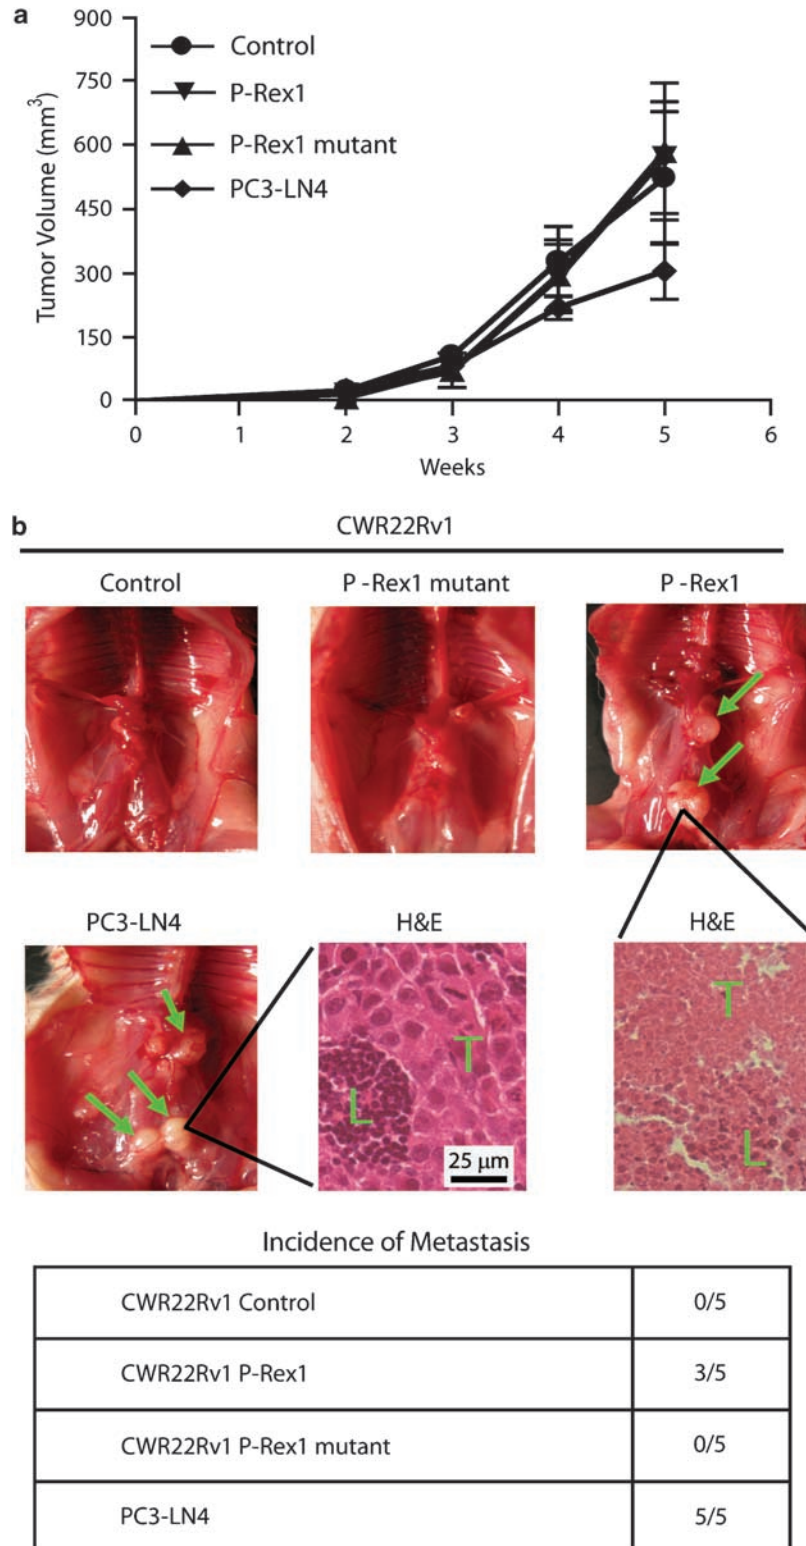 a
900
750
600
450
300
150
0
Tumor Volume (mm³)
Control
P-Rex1
P-Rex1 mutant
PC3-LN4
0 1 2 3 4 5 6
Weeks
b
CWR22Rv1
Control P -Rex1 mutant P -Rex1
PC3-LN4 H&E H&E
T
T
L
L
25 μm
Incidence of Metastasis
CWR22Rv1 Control 0/5
CWR22Rv1 P-Rex1 3/5
CWR22Rv1 P-Rex1 mutant 0/5
PC3-LN4 5/5